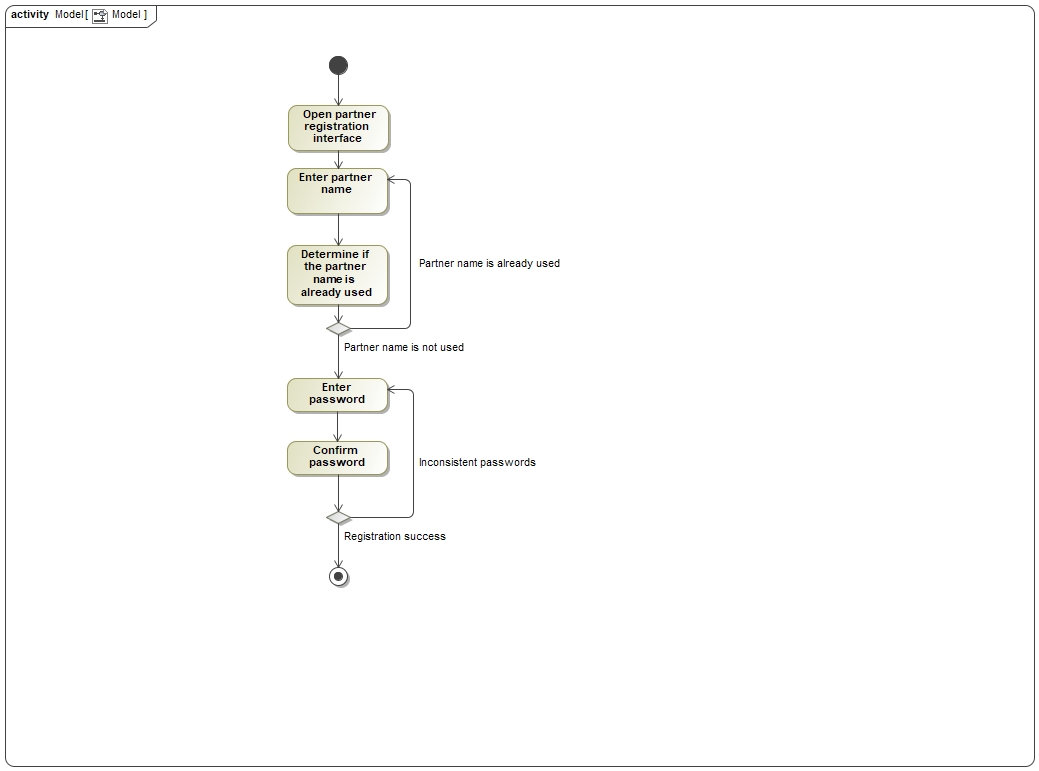 activity Model[ Model ]
Open partner
registration
interface
Enter partner
name
Determine if
the partner
name is
already used
Partner name is already used
Partner name is not used
Enter
password
Confirm
password
Inconsistent passwords
Registration success